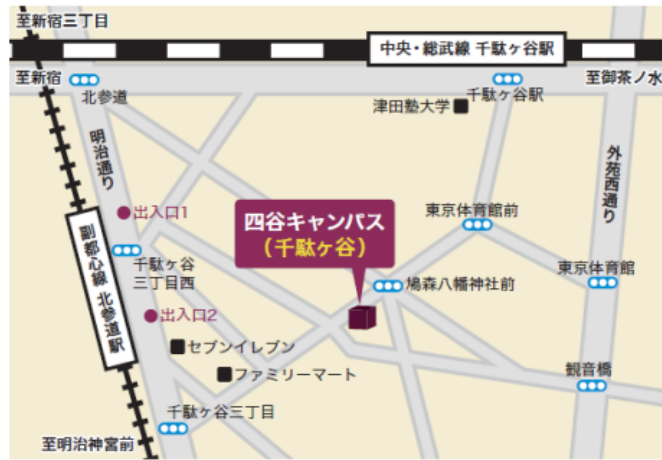 至新宿三丁目
中央・総武線 千駄ヶ谷駅
至新宿
北参道
千駄ヶ谷駅
至御茶ノ水
津田塾大学
明治通り
外苑西通り
出入口1
四谷キャンパス
（千駄ヶ谷）
東京体育館前
副都心線 北参道駅
千駄ヶ谷
三丁目西
鳩森八幡神社前
東京体育館
出入口2
セブンイレブン
ファミリーマート
観音橋
千駄ヶ谷三丁目
至明治神宮前